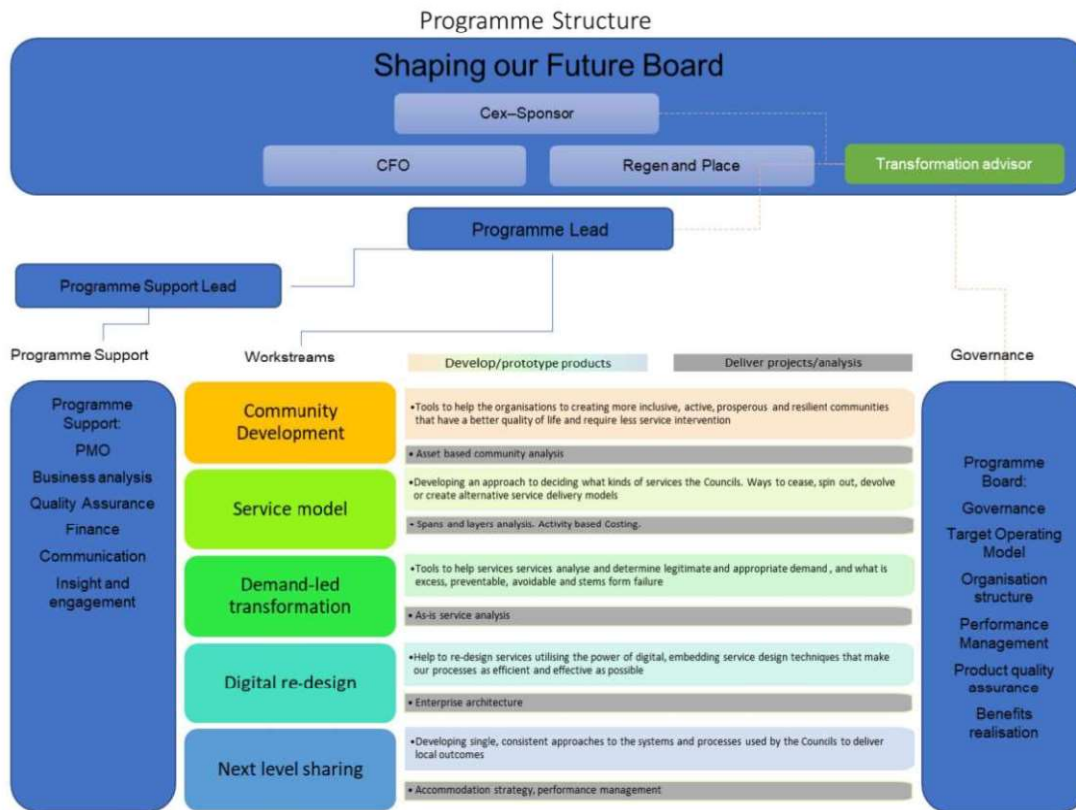 Programme Structure
Shaping our Future Board
Cex–Sponsor
CFO
Regen and Place
Transformation advisor
Programme Lead
Programme Support Lead
Programme Support
Workstreams
Develop/prototype products
Deliver projects/analysis
Governance
Programme
Support:
PMO
Business analysis
Quality Assurance
Finance
Communication
Insight and
engagement
Community
Development
•Tools to help the organisations to creating more inclusive, active, prosperous and resilient communities
that have a better quality of life and require less service intervention
• Asset based community analysis
Service model
•Developing an approach to deciding what kinds of services the Councils. Ways to cease, spin out, devolve
or create alternative service delivery models
• Spans and layers analysis. Activity based Costing.
Demand-led
transformation
•Tools to help services services analyse and determine legitimate and appropriate demand , and what is
excess, preventable, avoidable and stems form failure
• As-is service analysis
Digital re-design
•Help to re-design services utilising the power of digital, embedding service design techniques that make
our processes as efficient and effective as possible
• Enterprise architecture
Next level sharing
•Developing single, consistent approaches to the systems and processes used by the Councils to deliver
local outcomes
• Accommodation strategy, performance management
Programme
Board:
Governance
Target Operating
Model
Organisation
structure
Performance
Management
Product quality
assurance
Benefits
realisation